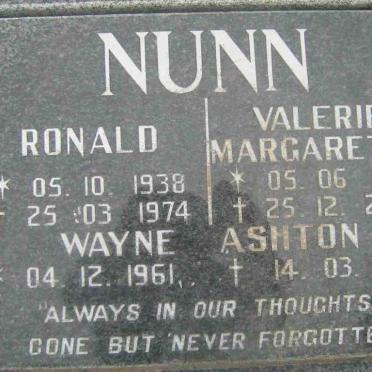 NUNN
RONALD
* 05.10.1938
† 25.03 1974
VALERIE
MARGARET
* 05.06
† 25.12.
WAYNE ASHTON
* 04.12.1961 † 14.03.
"ALWAYS IN OUR THOUGHTS
GONE BUT NEVER FORGOTTE